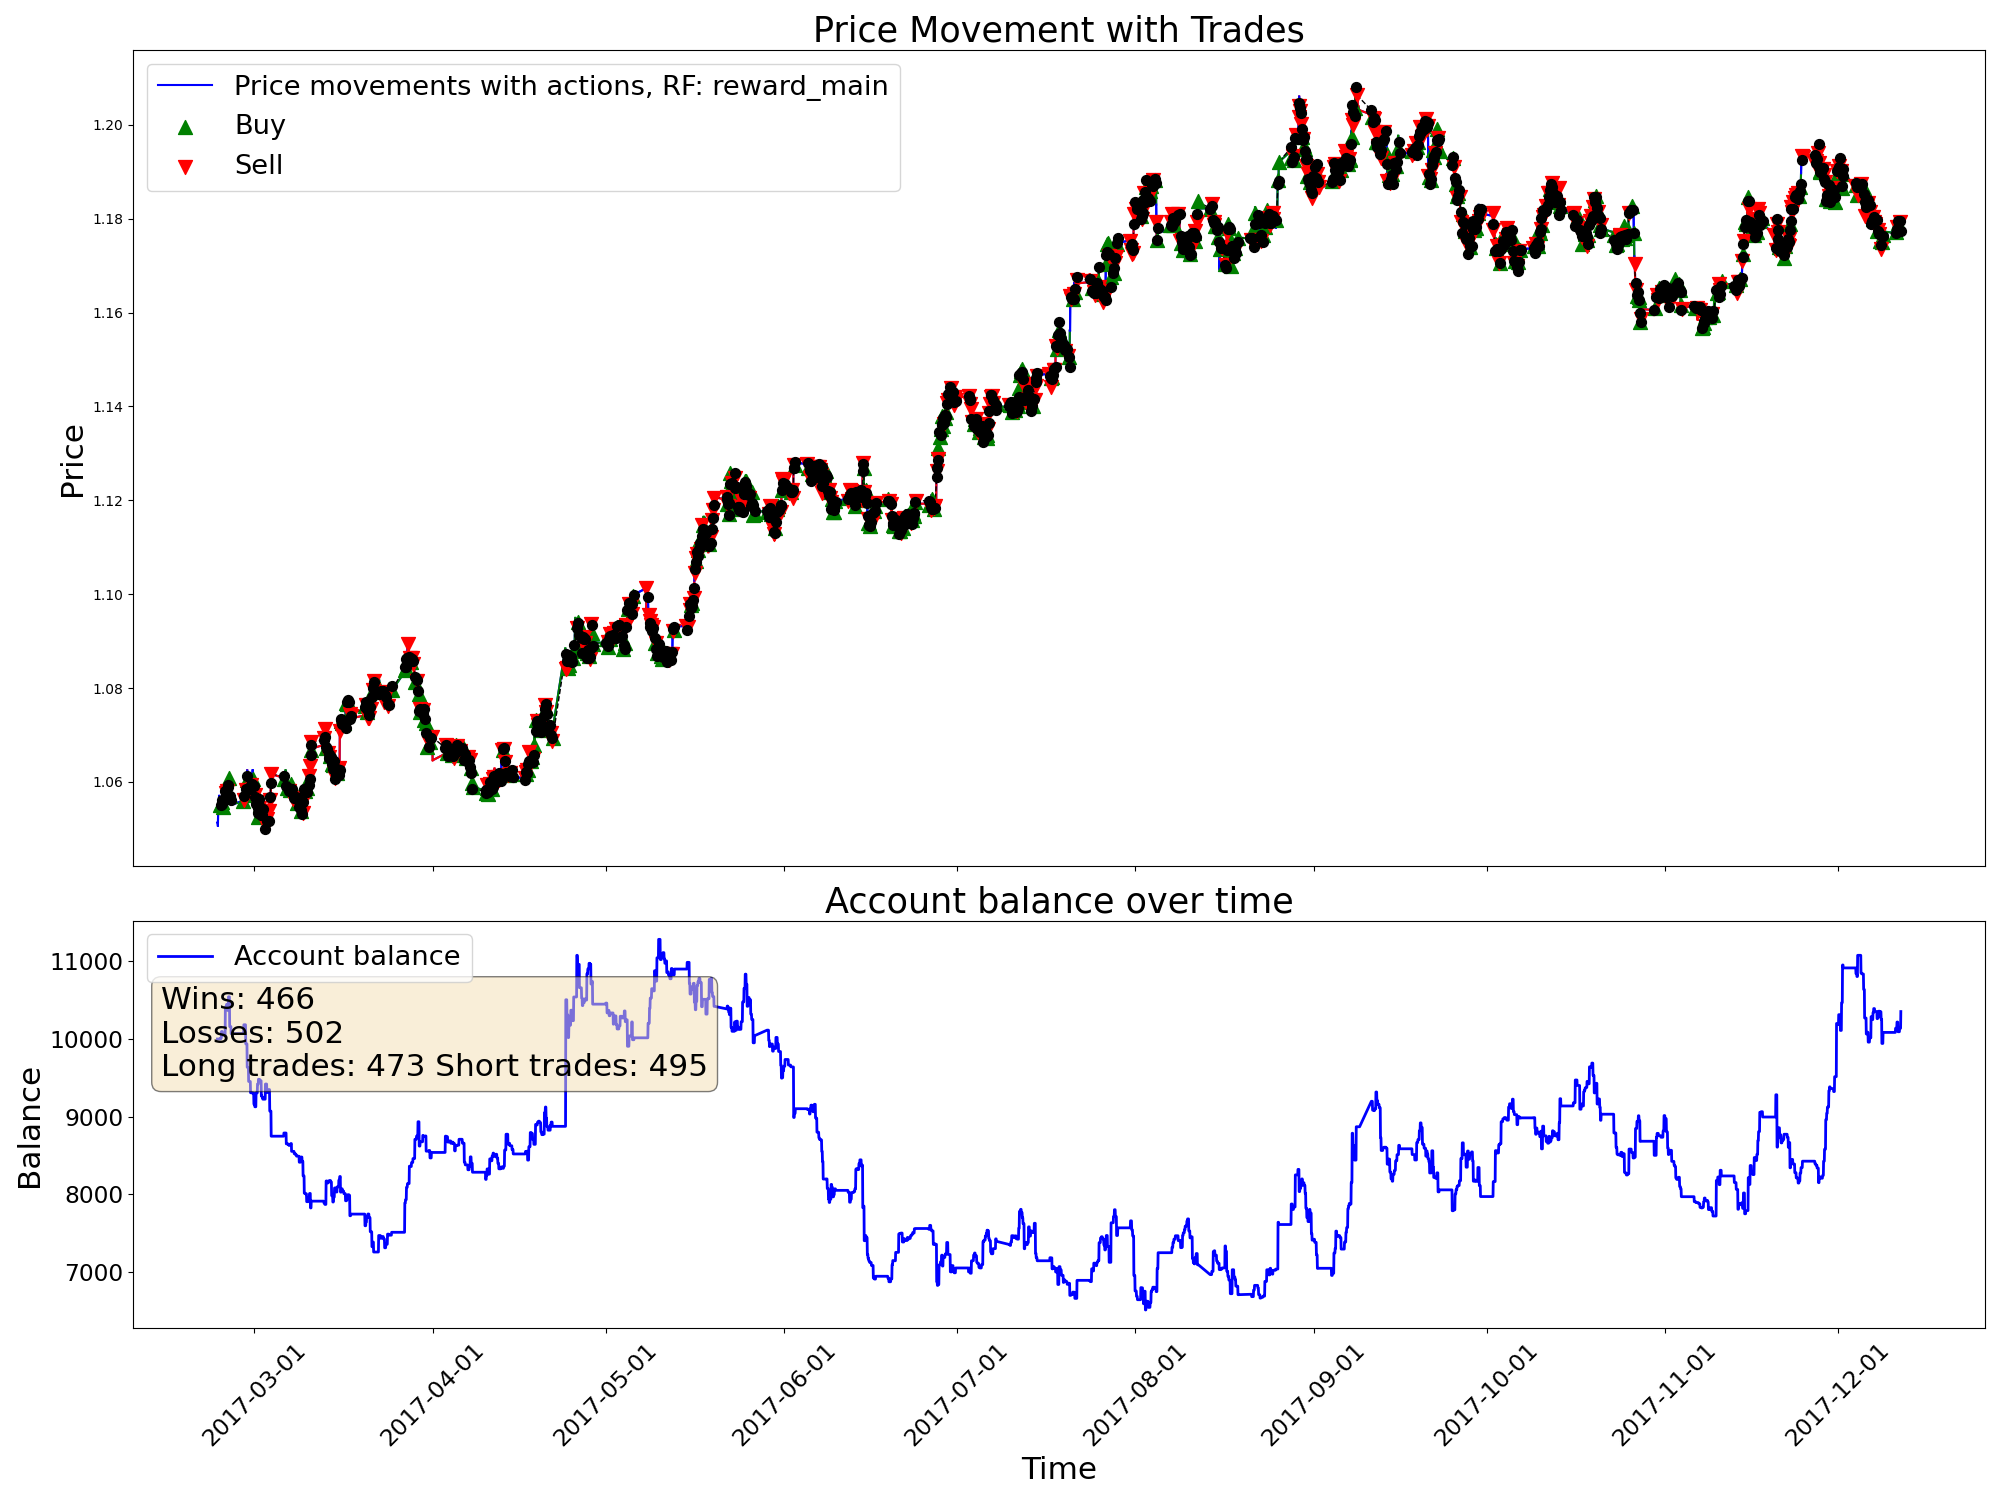 Price Movement with Trades
Price movements with actions, RF: reward_main
Buy
Sell
1.20
1.18
1.16
1.14
1.12
1.10
1.08
1.06
Price
Account balance over time
Account balance
Wins: 466
Losses: 502
Long trades: 473 Short trades: 495
11000
10000
9000
8000
7000
Balance
2017-03-01
2017-04-01
2017-05-01
2017-06-01
2017-07-01
2017-08-01
2017-09-01
2017-10-01
2017-11-01
2017-12-01
Time